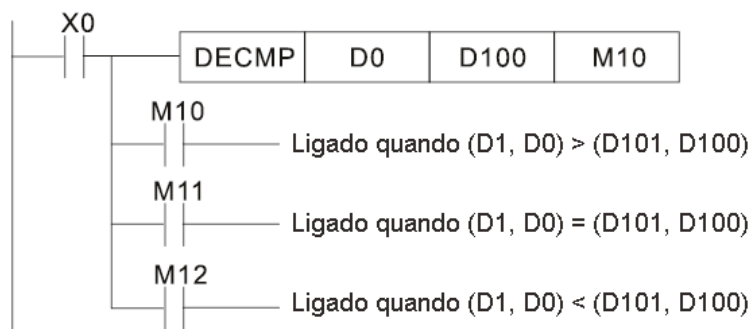 X0
DECMP D0 D100 M10
M10
Ligado quando (D1, D0) > (D101, D100)
M11
Ligado quando (D1, D0) = (D101, D100)
M12
Ligado quando (D1, D0) < (D101, D100)